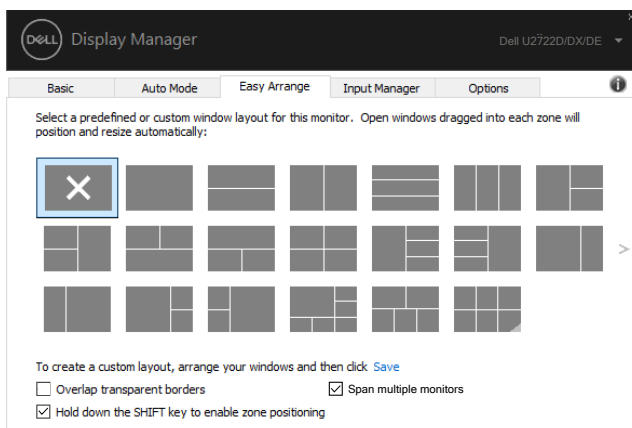 DELL Display Manager
Dell U2722D/DX/DE
Basic Auto Mode Easy Arrange Input Manager Options
Select a predefined or custom window layout for this monitor. Open windows dragged into each zone will
position and resize automatically:
To create a custom layout, arrange your windows and then click Save
Overlap transparent borders
Span multiple monitors
Hold down the SHIFT key to enable zone positioning